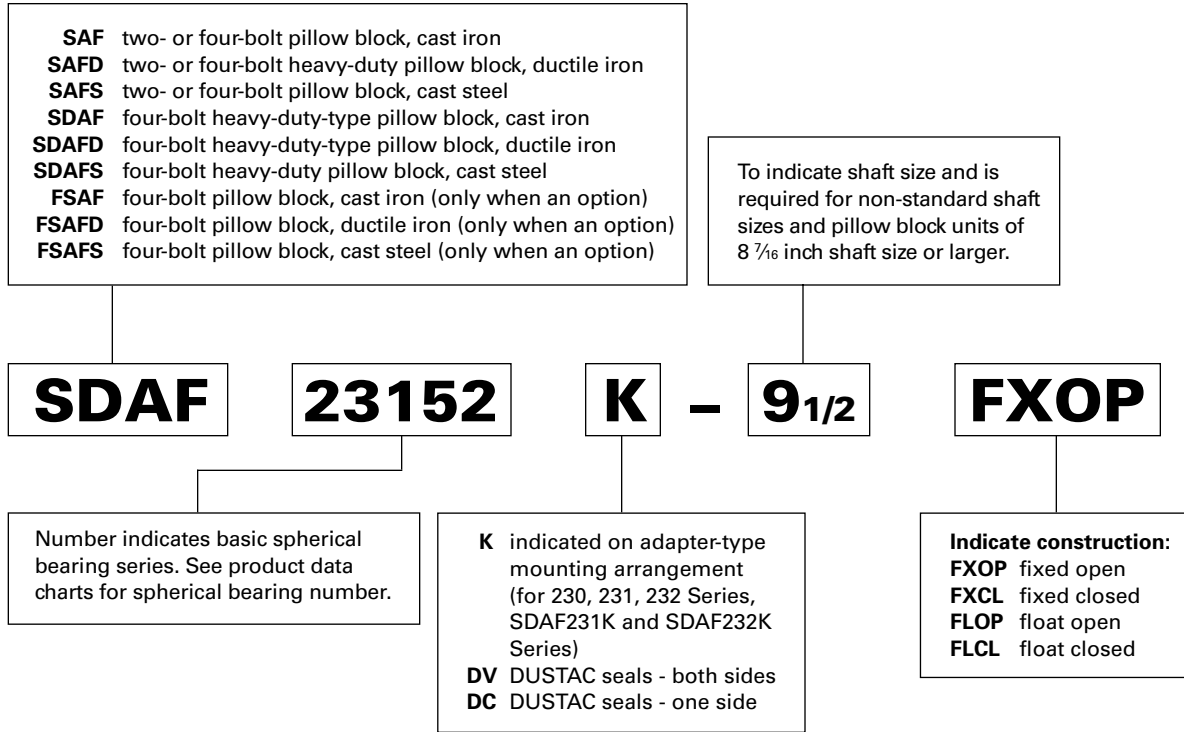 SAF two- or four-bolt pillow block, cast iron
SAFD two- or four-bolt heavy-duty pillow block, ductile iron
SAFS two- or four-bolt pillow block, cast steel
SDAF four-bolt heavy-duty-type pillow block, cast iron
SDAFD four-bolt heavy-duty-type pillow block, ductile iron
SDAFS four-bolt heavy-duty pillow block, cast steel
FSAF four-bolt pillow block, cast iron (only when an option)
FSAFD four-bolt pillow block, ductile iron (only when an option)
FSAFS four-bolt pillow block, cast steel (only when an option)
To indicate shaft size and is
required for non-standard shaft
sizes and pillow block units of
8 7/16 inch shaft size or larger.
SDAF 23152 K – 9 1/2 FXOP
Number indicates basic spherical
bearing series. See product data
charts for spherical bearing number.
K indicated on adapter-type
mounting arrangement
(for 230, 231, 232 Series,
SDAF231K and SDAF232K
Series)
DV DUSTAC seals - both sides
DC DUSTAC seals - one side
Indicate construction:
FXOP fixed open
FXCL fixed closed
FLOP float open
FLCL float closed